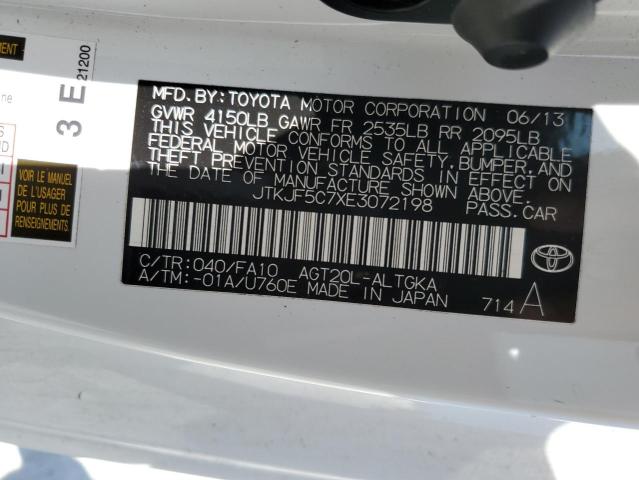 MFD. BY: TOYOTA MOTOR CORPORATION 06/13
GVWR 4150LB GAWR FR 2535LB RR 2095LB
THIS VEHICLE CONFORMS TO ALL APPLICABLE
FEDERAL MOTOR VEHICLE SAFETY, BUMPER, AND
THEFT PREVENTION STANDARDS IN EFFECT ON
THE DATE OF MANUFACTURE SHOWN ABOVE.
JTKJF5C7XE3072198 PASS.CAR
C/TR: 040/FA10 AGT20L-ALTGKA
A/TM: -01A/U760E MADE IN JAPAN 714 A
TOYOTA
3 E
21200
VOIR LE MANUEL
DE L'USAGER
POUR PLUS DE
RENSEIGNEMENTS